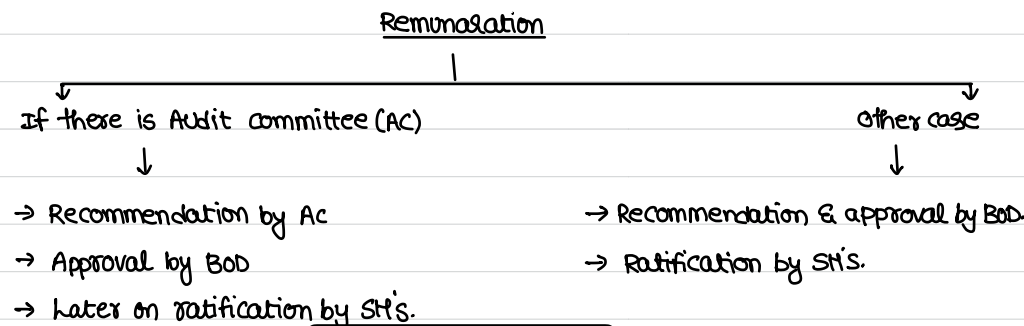 Remunaration
If there is Audit committee (AC)
other case
→ Recommendation by AC
→ Approval by BOD
→ Later on ratification by SH's.
→ Recommendation & approval by BOD.
→ Ratification by SH's.